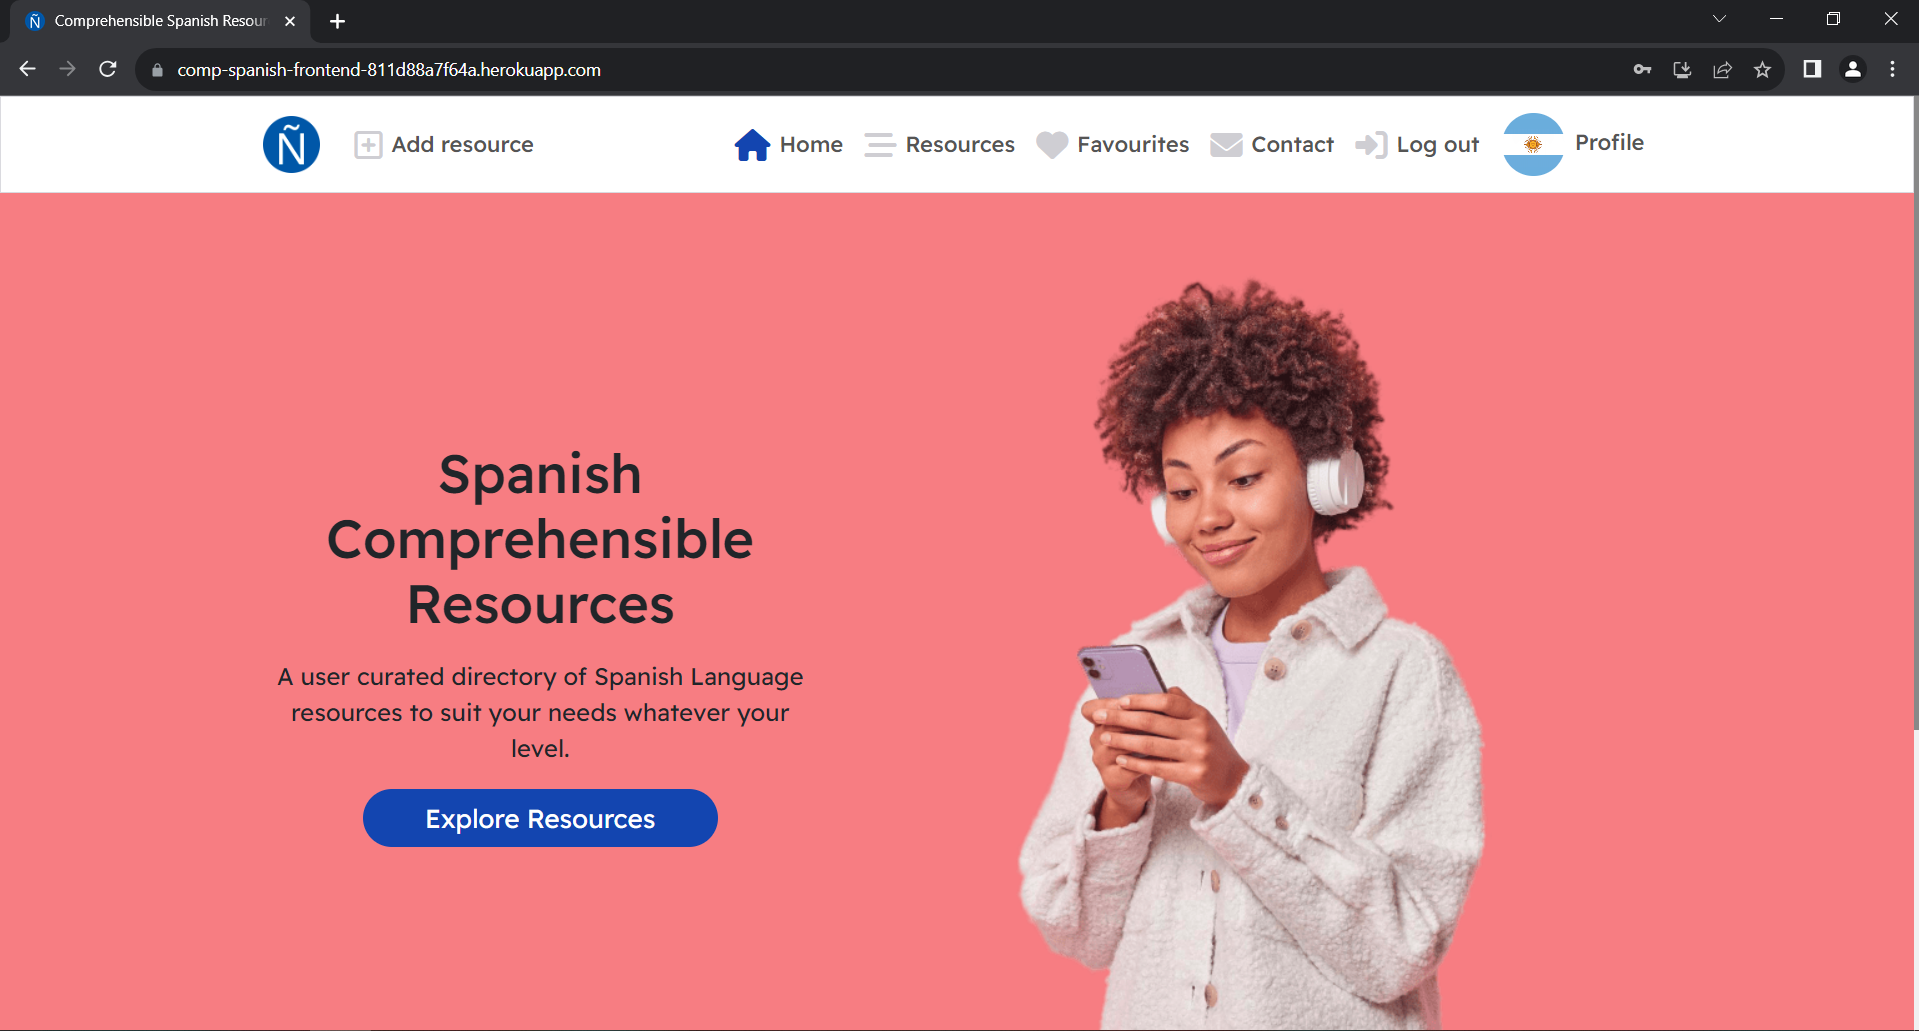 Ñ Comprehensible Spanish Resour
comp-spanish-frontend-811d88a7f64a.herokuapp.com
Ñ Add resource Home Resources Favourites Contact Log out Profile
Spanish
Comprehensible
Resources
A user curated directory of Spanish Language
resources to suit your needs whatever your
level.
Explore Resources